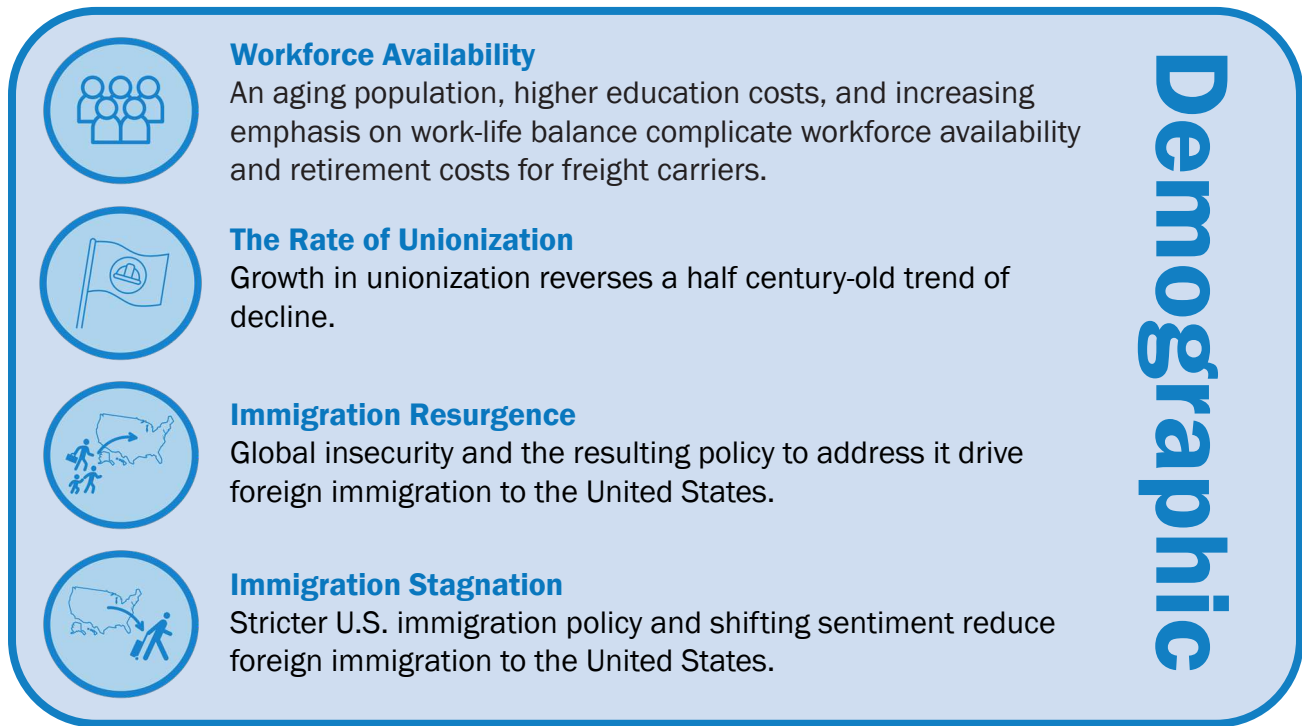 Workforce Availability
An aging population, higher education costs, and increasing
emphasis on work-life balance complicate workforce availability
and retirement costs for freight carriers.
The Rate of Unionization
Growth in unionization reverses a half century-old trend of
decline.
Immigration Resurgence
Global insecurity and the resulting policy to address it drive
foreign immigration to the United States.
Immigration Stagnation
Stricter U.S. immigration policy and shifting sentiment reduce
foreign immigration to the United States.
Demographic